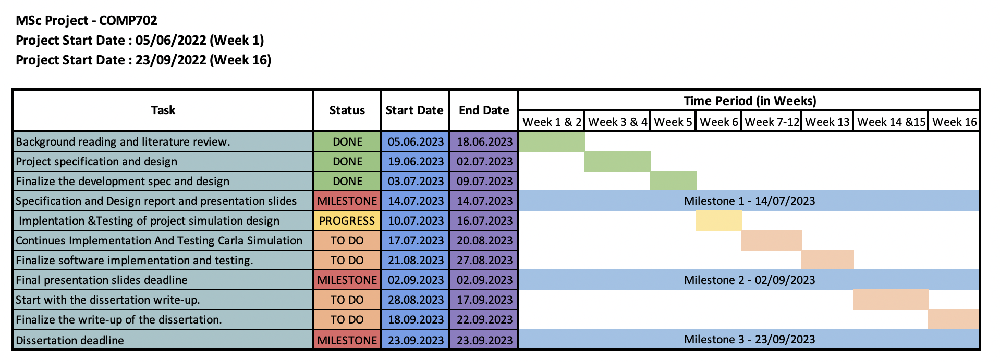 MSc Project - COMP702
Project Start Date : 05/06/2022 (Week 1)
Project Start Date : 23/09/2022 (Week 16)
Task Status Start Date End Date Time Period (in Weeks)
Week 1 & 2 Week 3 & 4 Week 5 Week 6 Week 7-12 Week 13 Week 14 &15 Week 16
Background reading and literature review. DONE 05.06.2023 18.06.2023
Project specification and design DONE 19.06.2023 02.07.2023
Finalize the development spec and design DONE 03.07.2023 09.07.2023
Specification and Design report and presentation slides MILESTONE 14.07.2023 14.07.2023 Milestone 1 - 14/07/2023
Implentation &Testing of project simulation design PROGRESS 10.07.2023 16.07.2023
Continues Implementation And Testing Carla Simulation TO DO 17.07.2023 20.08.2023
Finalize software implementation and testing. TO DO 21.08.2023 27.08.2023
Final presentation slides deadline MILESTONE 02.09.2023 02.09.2023 Milestone 2 - 02/09/2023
Start with the dissertation write-up. TO DO 28.08.2023 17.09.2023
Finalize the write-up of the dissertation. TO DO 18.09.2023 22.09.2023
Dissertation deadline MILESTONE 23.09.2023 23.09.2023 Milestone 3 - 23/09/2023